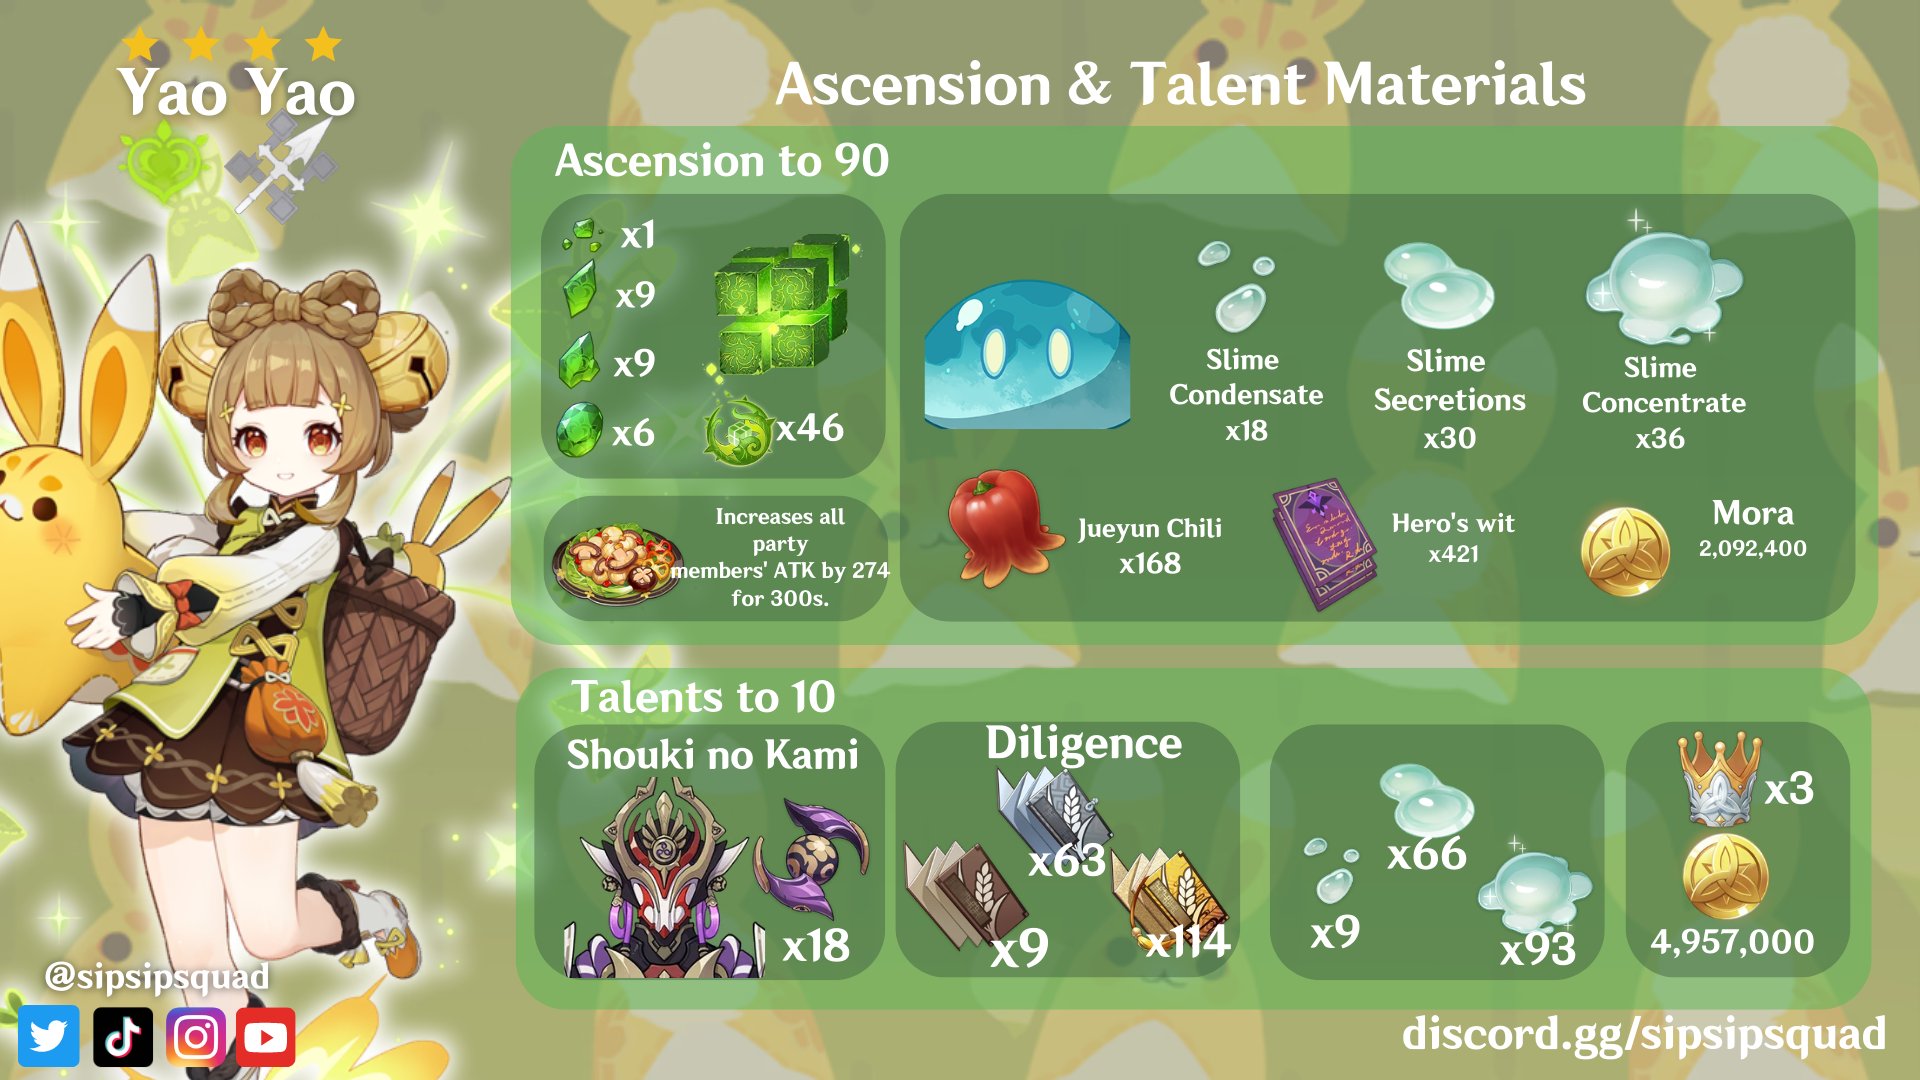 Yao Yao
Ascension & Talent Materials
Ascension to 90
x1
x9
x9
x6
x46
Increases all
party
members' ATK by 274
for 300s.
Slime
Condensate
x18
Slime
Secretions
x30
Slime
Concentrate
x36
Jueyun Chili
x168
Hero's wit
x421
Mora
2,092,400
Talents to 10
Shouki no Kami
x18
Diligence
x63
x9
x114
x66
x9
x93
x3
4,957,000
@sipsipsquad
discord.gg/sipsipsquad